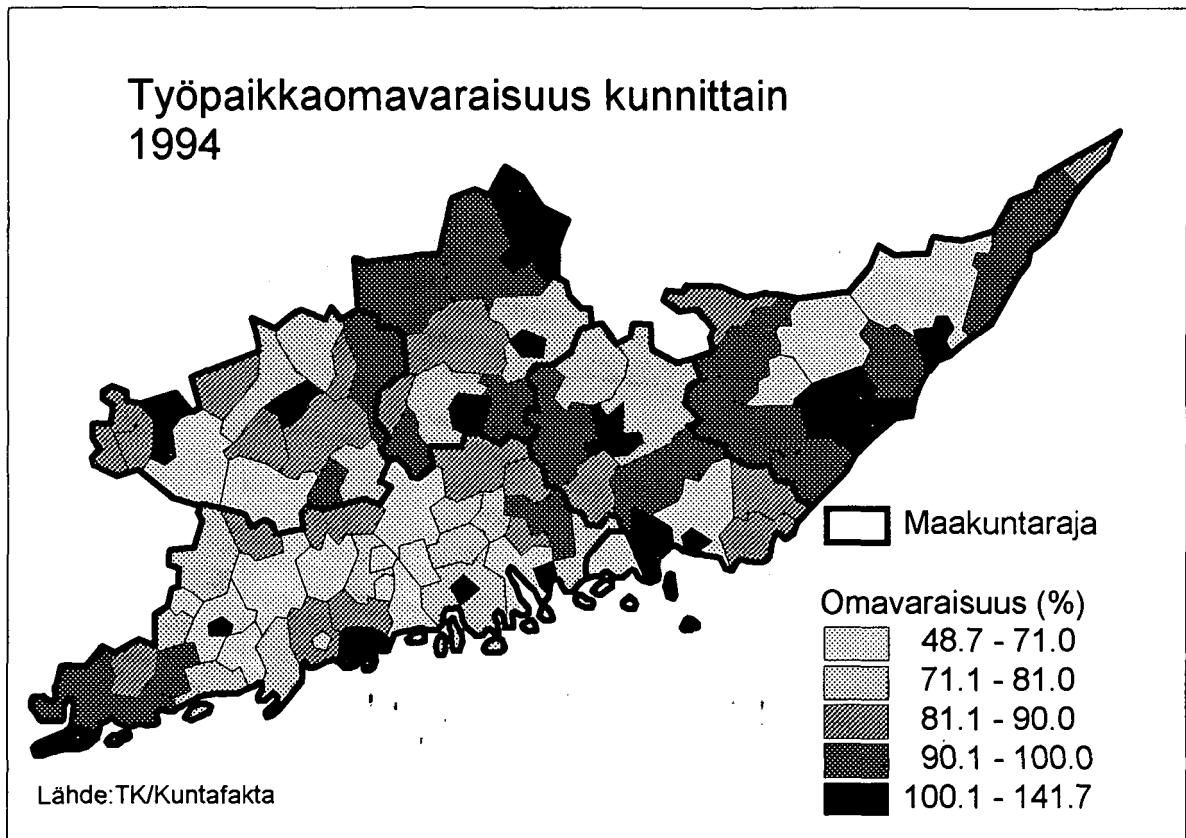 Työpaikkaomavaraisuus kunnittain
1994
Maakuntaraja
Omavaraisuus (%)
48.7 - 71.0
71.1 - 81.0
81.1 - 90.0
90.1 - 100.0
100.1 - 141.7
Lähde:TK/Kuntafakta